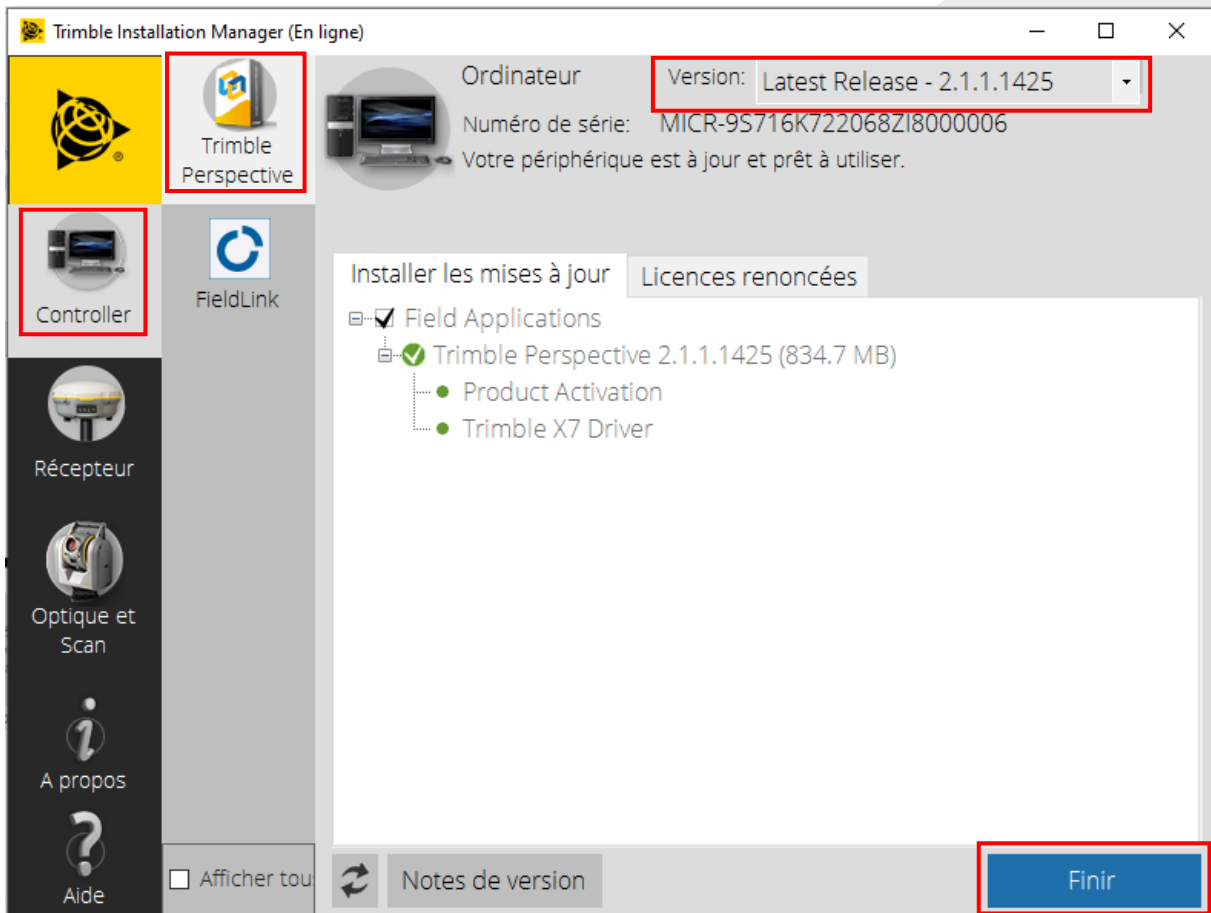 Trimble Installation Manager (En ligne)
Trimble
Perspective
Controller
FieldLink
Récepteur
Optique et
Scan
A propos
Aide
Afficher tou
Ordinateur
Version: Latest Release - 2.1.1.1425
Numéro de série: MICR-9S716K722068ZI8000006
Votre périphérique est à jour et prêt à utiliser.
Installer les mises à jour Licences renoncées
Field Applications
Trimble Perspective 2.1.1.1425 (834.7 MB)
Product Activation
Trimble X7 Driver
Notes de version
Finir